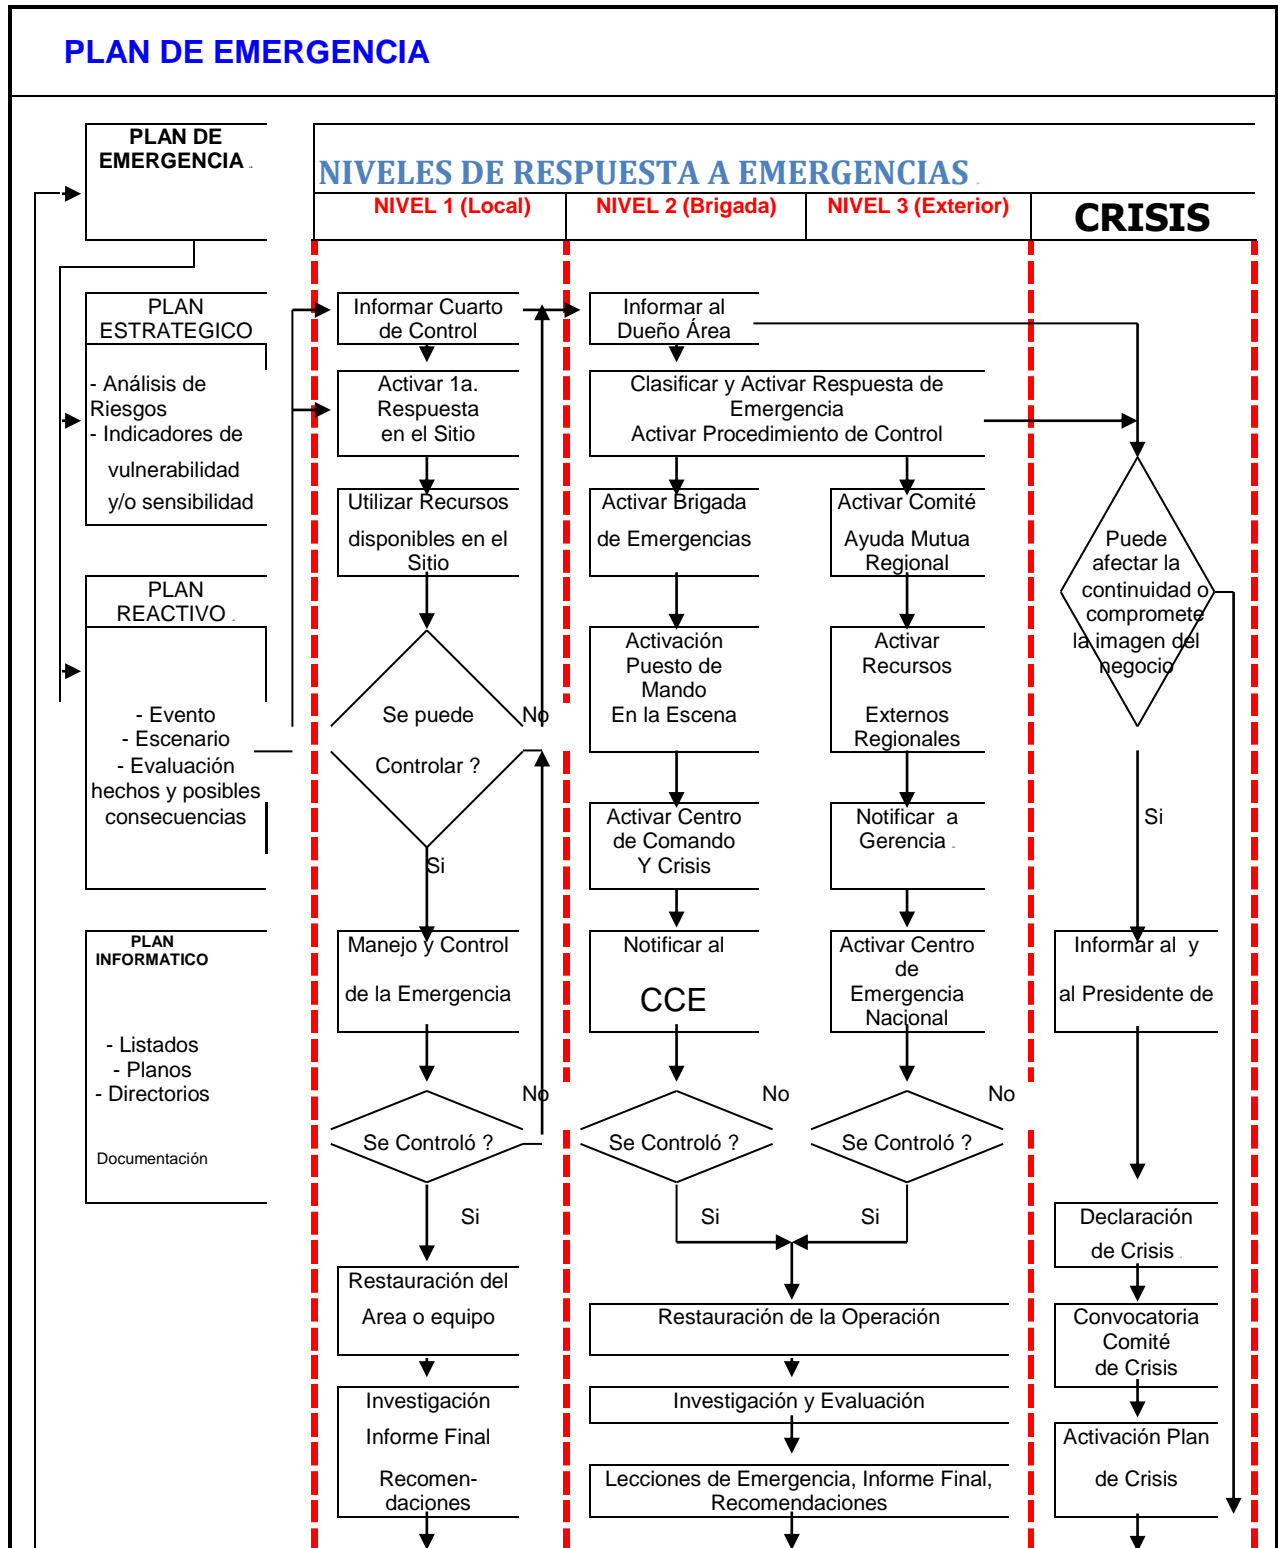 PLAN DE EMERGENCIA
PLAN DE
EMERGENCIA
NIVELES DE RESPUESTA A EMERGENCIAS
NIVEL 1 (Local)
NIVEL 2 (Brigada)
NIVEL 3 (Exterior)
CRISIS
PLAN
ESTRATEGICO
- Análisis de
Riesgos
- Indicadores de
vulnerabilidad
y/o sensibilidad
PLAN
REACTIVO
- Evento
- Escenario
- Evaluación
hechos y posibles
consecuencias
PLAN
INFORMATICO
- Listados
- Planos
- Directorios
Documentación
Informar Cuarto
de Control
Activar 1a.
Respuesta
en el Sitio
Utilizar Recursos
disponibles en el
Sitio
Se puede
Controlar ?
No
Si
Manejo y Control
de la Emergencia
No
Se Controló ?
Si
Restauración del
Area o equipo
Investigación
Informe Final
Recomen-
daciones
Informar al
Dueño Área
Clasificar y Activar Respuesta de
Emergencia
Activar Procedimiento de Control
Activar Brigada
de Emergencias
Activación
Puesto de
Mando
En la Escena
Activar Centro
de Comando
Y Crisis
Notificar al
CCE
No
Se Controló ?
Si
Activar Comité
Ayuda Mutua
Regional
Activar
Recursos
Externos
Regionales
Notificar a
Gerencia
Activar Centro
de
Emergencia
Nacional
No
Se Controló ?
Si
Restauración de la Operación
Investigación y Evaluación
Lecciones de Emergencia, Informe Final,
Recomendaciones
Puede
afectar la
continuidad o
compromete
la imagen del
negocio
Si
Informar al y
al Presidente de
Declaración
de Crisis
Convocatoria
Comité
de Crisis
Activación Plan
de Crisis